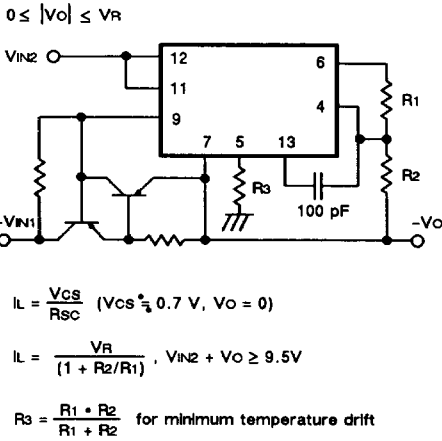 0 ≤ |VO| ≤ VR
VIN2
12
11
9
7
5
13
6
4
R1
R2
R3
100 pF
-VIN1
-VO
IL = VCS / RSC (VCS ≒ 0.7 V, VO = 0)
IL = VR / (1 + R2/R1) , VIN2 + VO ≥ 9.5V
R3 = R1 • R2 / R1 + R2 for minimum temperature drift